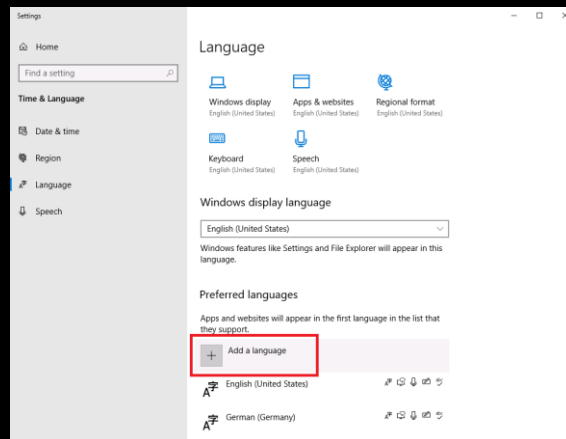 Settings
Home
Find a setting
Time & Language
Date & time
Region
Language
Speech
Language
Windows display
English (United States)
Apps & websites
English (United States)
Regional format
English (United States)
Keyboard
English (United States)
Speech
English (United States)
Windows display language
English (United States)
Windows features like Settings and File Explorer will appear in this
language.
Preferred languages
Apps and websites will appear in the first language in the list that
they support.
Add a language
English (United States)
German (Germany)